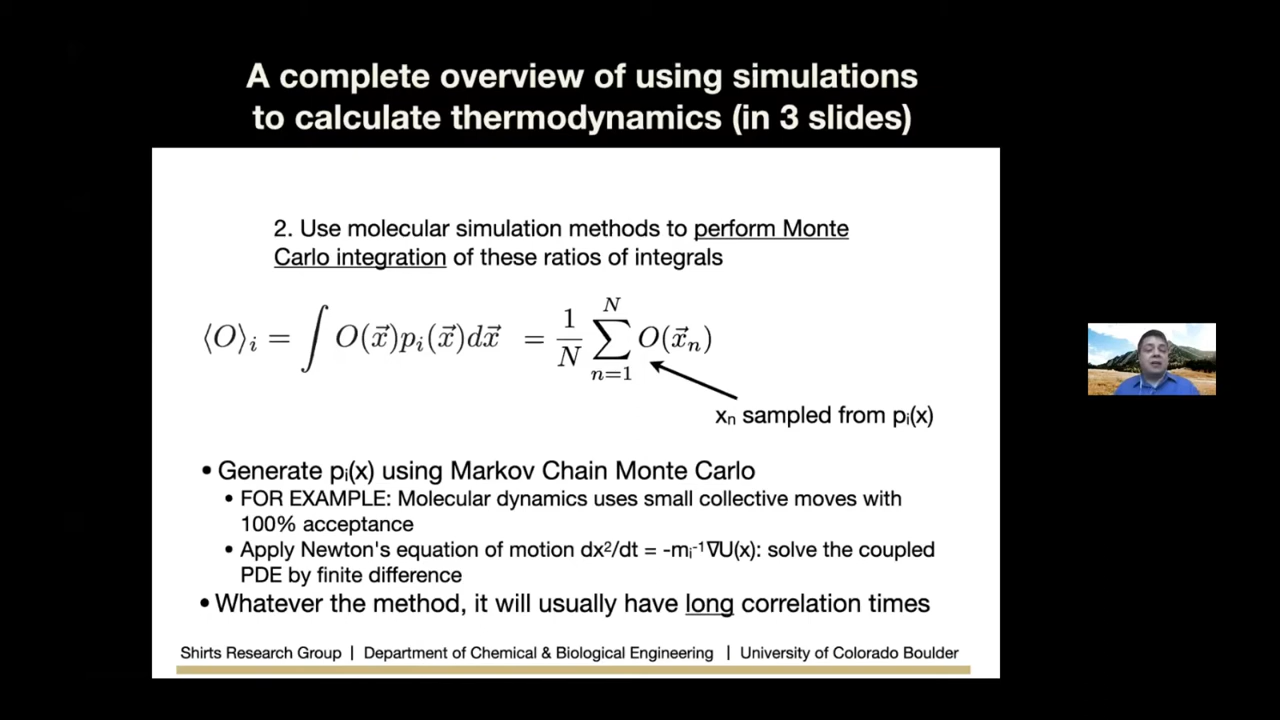 A complete overview of using simulations
to calculate thermodynamics (in 3 slides)
2. Use molecular simulation methods to perform Monte
Carlo integration of these ratios of integrals
⟨O⟩ᵢ = ∫ O(x⃗)pᵢ(x⃗)dx⃗ = 1/N ∑ₙ₌₁ᴺ O(x⃗ₙ)
xₙ sampled from pᵢ(x)
• Generate pᵢ(x) using Markov Chain Monte Carlo
• FOR EXAMPLE: Molecular dynamics uses small collective moves with
100% acceptance
• Apply Newton's equation of motion dx²/dt = -mᵢ⁻¹∇U(x): solve the coupled
PDE by finite difference
• Whatever the method, it will usually have long correlation times
Shirts Research Group | Department of Chemical & Biological Engineering | University of Colorado Boulder